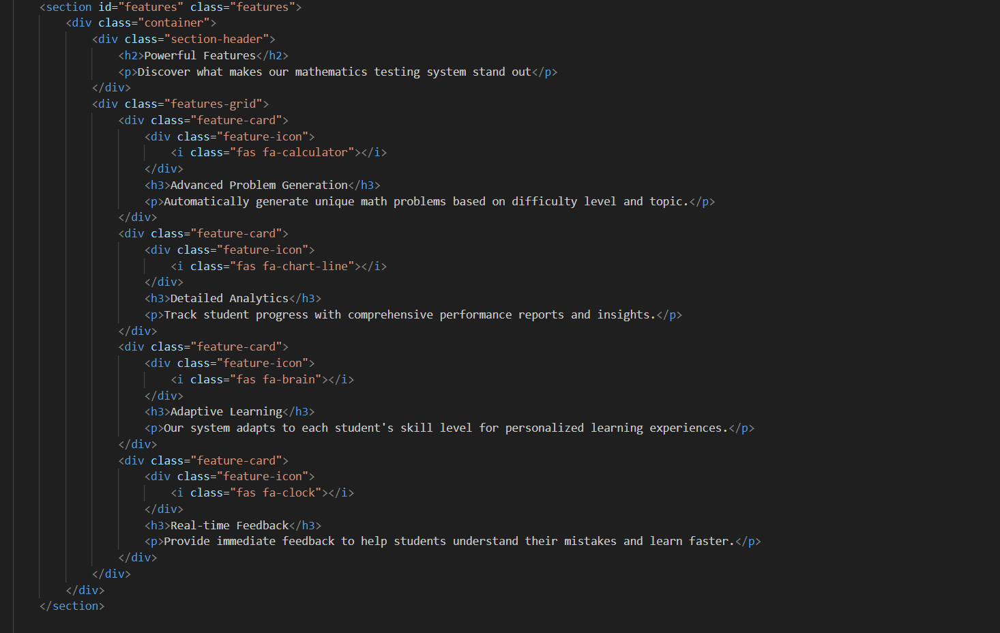 <section id="features" class="features">
<div class="container">
<div class="section-header">
<h2>Powerful Features</h2>
<p>Discover what makes our mathematics testing system stand out</p>
</div>
<div class="features-grid">
<div class="feature-card">
<div class="feature-icon">
<i class="fas fa-calculator"></i>
</div>
<h3>Advanced Problem Generation</h3>
<p>Automatically generate unique math problems based on difficulty level and topic.</p>
</div>
<div class="feature-card">
<div class="feature-icon">
<i class="fas fa-chart-line"></i>
</div>
<h3>Detailed Analytics</h3>
<p>Track student progress with comprehensive performance reports and insights.</p>
</div>
<div class="feature-card">
<div class="feature-icon">
<i class="fas fa-brain"></i>
</div>
<h3>Adaptive Learning</h3>
<p>Our system adapts to each student's skill level for personalized learning experiences.</p>
</div>
<div class="feature-card">
<div class="feature-icon">
<i class="fas fa-clock"></i>
</div>
<h3>Real-time Feedback</h3>
<p>Provide immediate feedback to help students understand their mistakes and learn faster.</p>
</div>
</div>
</div>
</section>